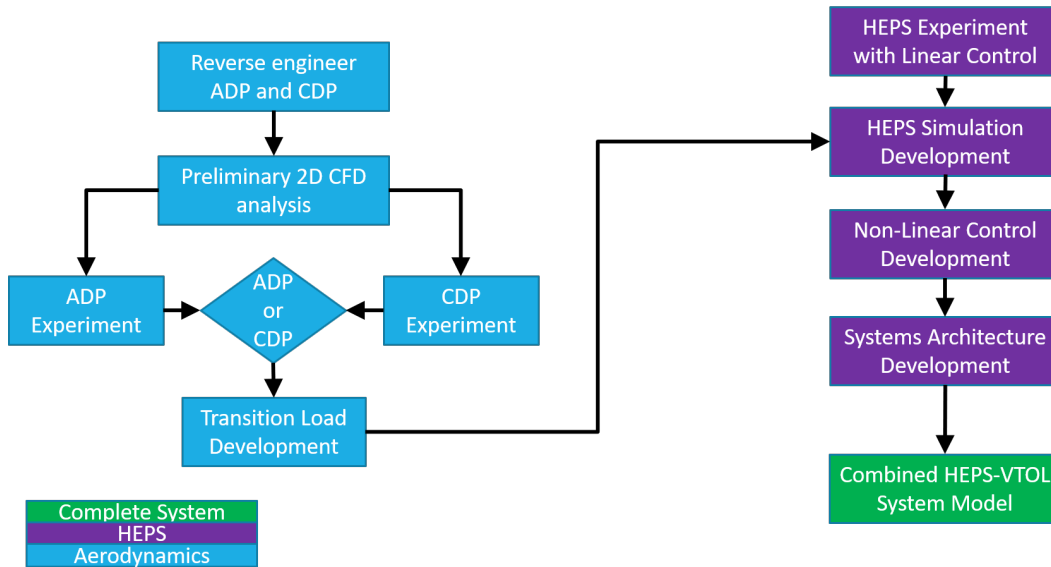 Reverse engineer
ADP and CDP
Preliminary 2D CFD
analysis
ADP
Experiment
ADP
or
CDP
CDP
Experiment
Transition Load
Development
HEPS Experiment
with Linear Control
HEPS Simulation
Development
Non-Linear Control
Development
Systems Architecture
Development
Combined HEPS-VTOL
System Model
Complete System
HEPS
Aerodynamics